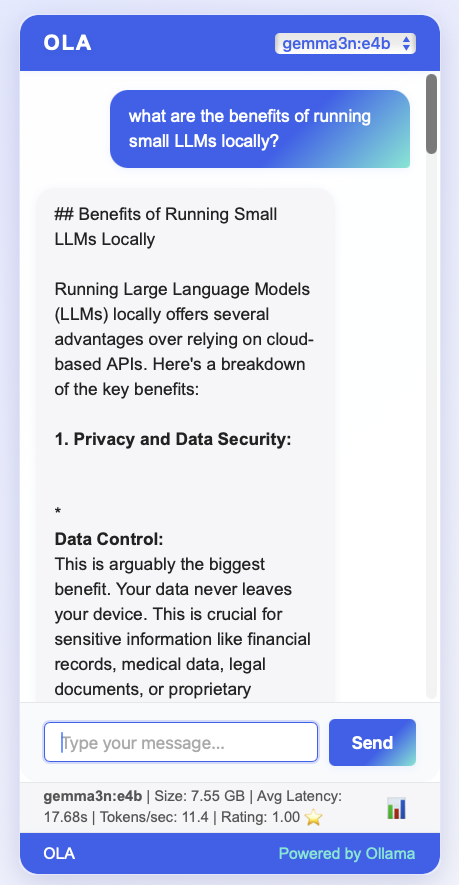 OLA
gemma3n:e4b
what are the benefits of running
small LLMs locally?
## Benefits of Running Small
LLMs Locally
Running Large Language Models
(LLMs) locally offers several
advantages over relying on cloud-
based APIs. Here's a breakdown
of the key benefits:
1. Privacy and Data Security:
*
Data Control:
This is arguably the biggest
benefit. Your data never leaves
your device. This is crucial for
sensitive information like financial
records, medical data, legal
documents, or proprietary
Type your message...
Send
gemma3n:e4b | Size: 7.55 GB | Avg Latency:
17.68s | Tokens/sec: 11.4 | Rating: 1.00 ⭐
OLA
Powered by Ollama